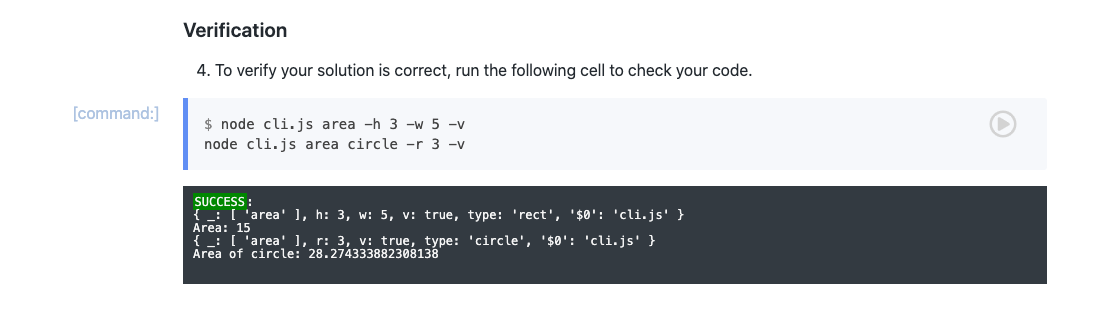 Verification
4. To verify your solution is correct, run the following cell to check your code.
[command:]
$ node cli.js area -h 3 -w 5 -v
node cli.js area circle -r 3 -v
SUCCESS:
{ _: [ 'area' ], h: 3, w: 5, v: true, type: 'rect', '$0': 'cli.js' }
Area: 15
{ _: [ 'area' ], r: 3, v: true, type: 'circle', '$0': 'cli.js' }
Area of circle: 28.274333882308138